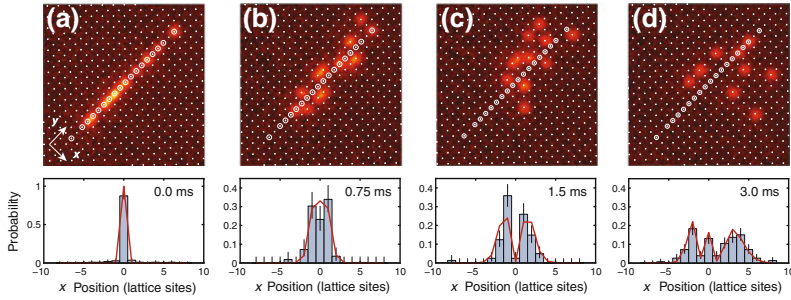 (a) (b) (c) (d)
y
x
Probability
1
0.5
0
0.0 ms
−10 0 10
x Position (lattice sites)
0.4
0.3
0.2
0.1
0
0.75 ms
−10 −5 0 5 10
x Position (lattice sites)
0.4
0.3
0.2
0.1
0
1.5 ms
−10 −5 0 5 10
x Position (lattice sites)
0.4
0.3
0.2
0.1
0
3.0 ms
−10 −5 0 5 10
x Position (lattice sites)